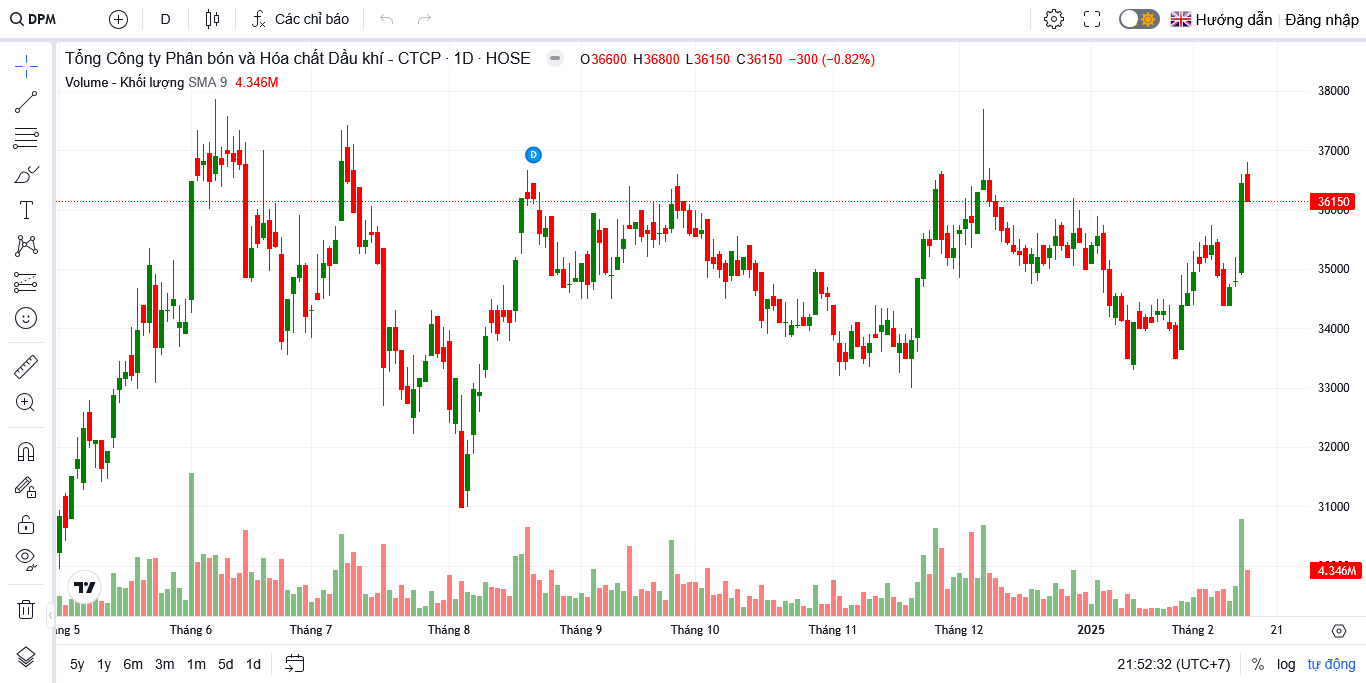 DPM D Các chỉ báo Hướng dẫn Đăng nhập
Tổng Công ty Phân bón và Hóa chất Dầu khí - CTCP · 1D · HOSE O36600 H36800 L36150 C36150 −300 (−0.82%)
Volume - Khối lượng SMA 9 4.346M
38000
D
37000
36150
36000
35000
34000
33000
32000
31000
4.346M
Tháng 6 Tháng 7 Tháng 8 Tháng 9 Tháng 10 Tháng 11 Tháng 12 2025 Tháng 2 21
5y 1y 6m 3m 1m 5d 1d 21:52:32 (UTC+7) % log tự động